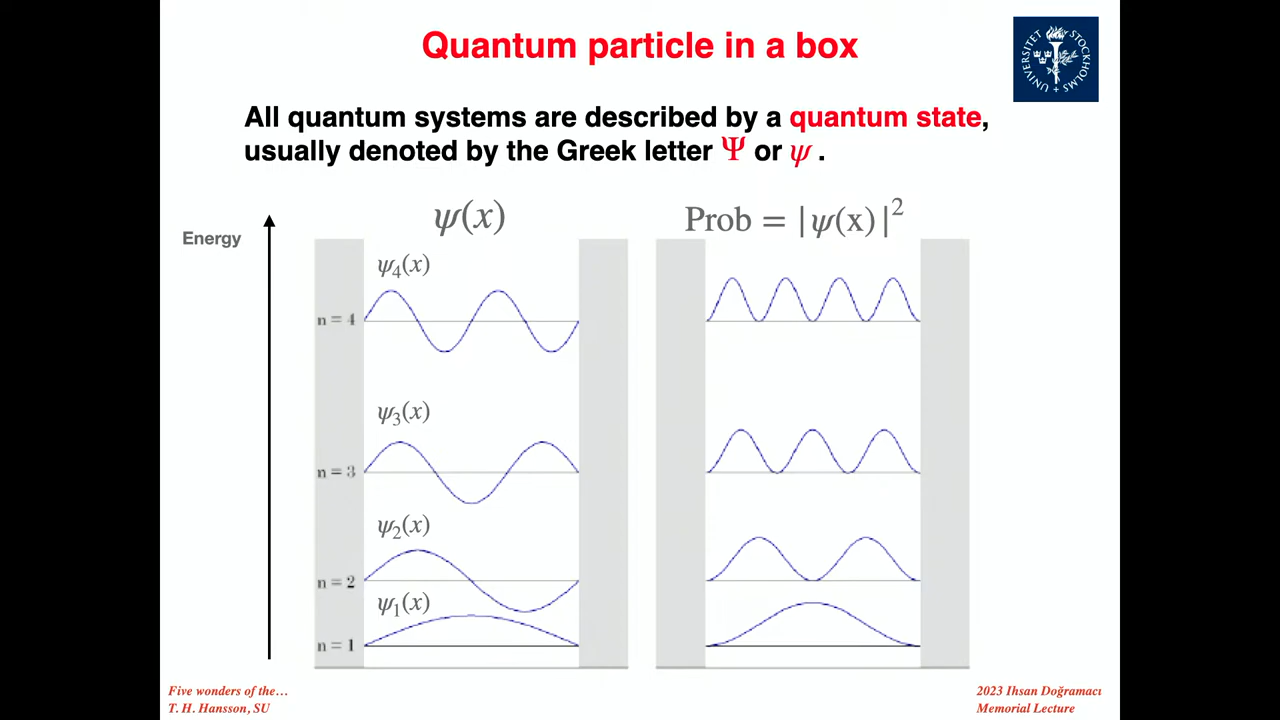 Quantum particle in a box
STOCKHOLMS + UNIVERSITET
All quantum systems are described by a quantum state,
usually denoted by the Greek letter Ψ or ψ .
Energy
ψ(x)
Prob = |ψ(x)|²
ψ₄(x)
n = 4
ψ₃(x)
n = 3
ψ₂(x)
n = 2
ψ₁(x)
n = 1
Five wonders of the…
T. H. Hansson, SU
2023 Ihsan Doğramacı
Memorial Lecture